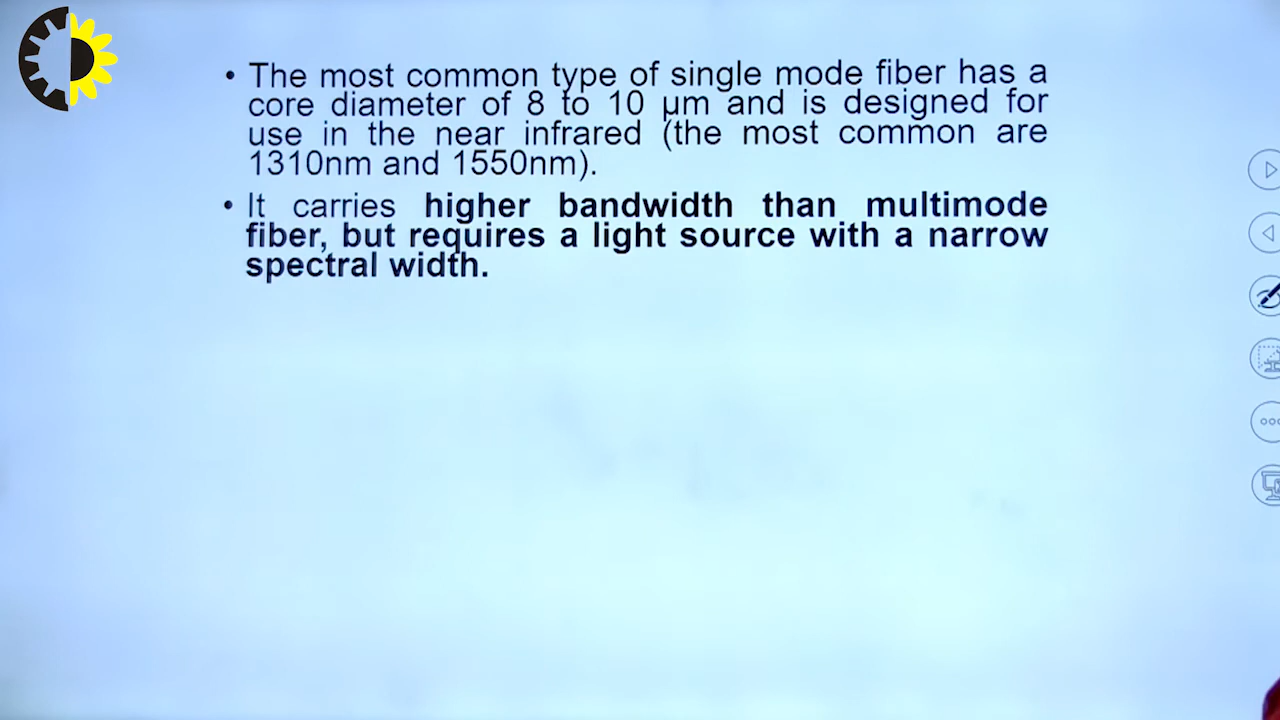 • The most common type of single mode fiber has a
core diameter of 8 to 10 μm and is designed for
use in the near infrared (the most common are
1310nm and 1550nm).
• It carries higher bandwidth than multimode
fiber, but requires a light source with a narrow
spectral width.